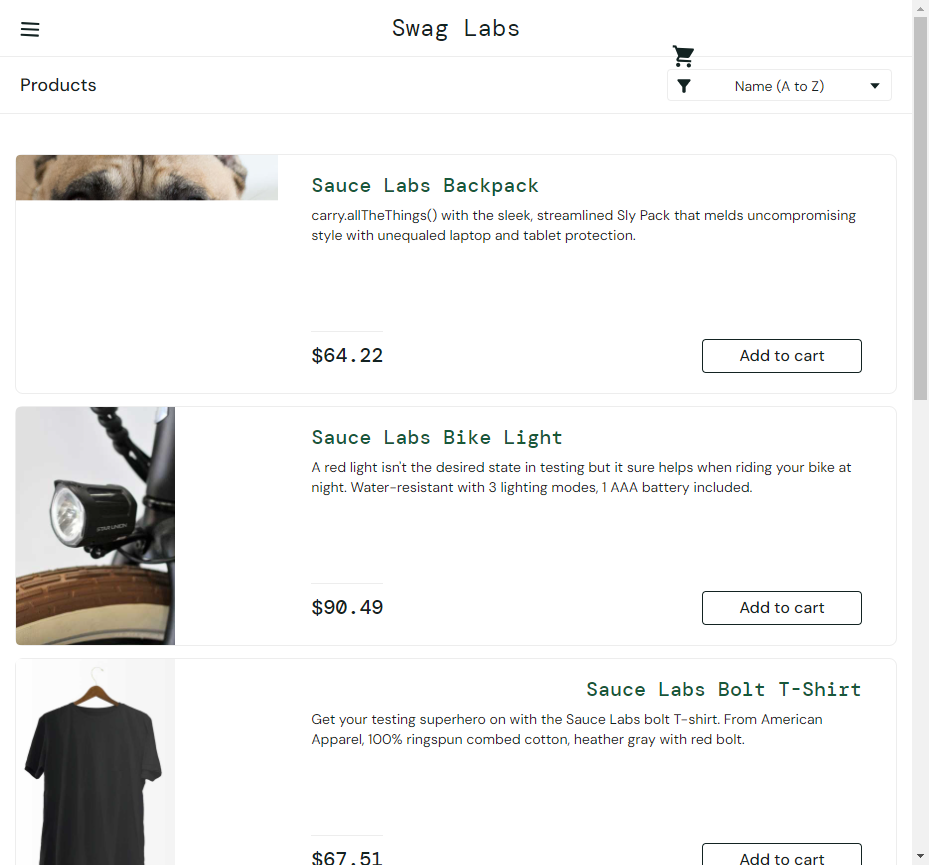 Swag Labs
Products
Name (A to Z)
Sauce Labs Backpack
carry.allTheThings() with the sleek, streamlined Sly Pack that melds uncompromising
style with unequaled laptop and tablet protection.
$64.22
Add to cart
Sauce Labs Bike Light
A red light isn't the desired state in testing but it sure helps when riding your bike at
night. Water-resistant with 3 lighting modes, 1 AAA battery included.
$90.49
Add to cart
Sauce Labs Bolt T-Shirt
Get your testing superhero on with the Sauce Labs bolt T-shirt. From American
Apparel, 100% ringspun combed cotton, heather gray with red bolt.
$67.51
Add to cart